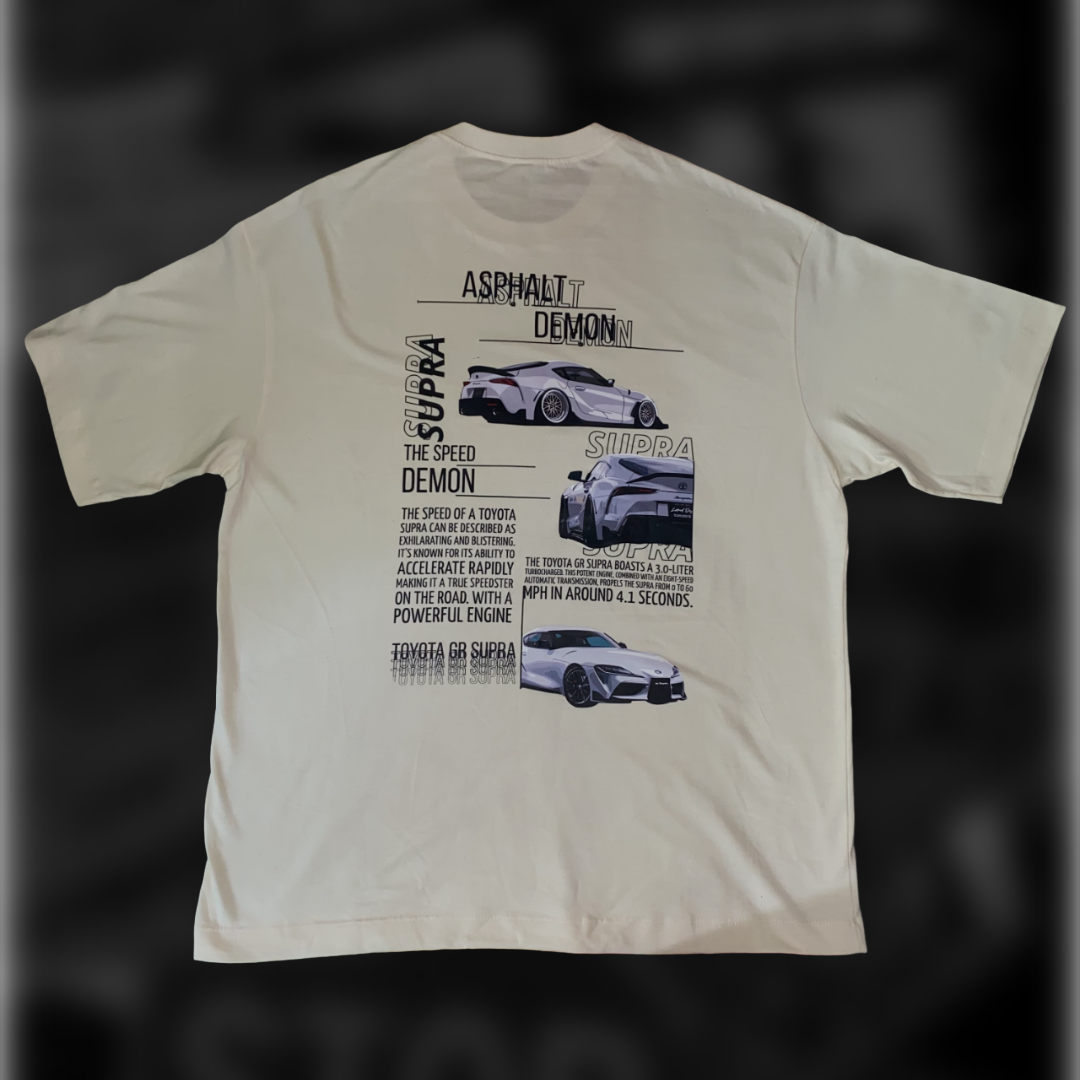 ASPHALT
ASPHALT
DEMON
DEMON
SUPRA
SUPRA
THE SPEED
DEMON
THE SPEED OF A TOYOTA
SUPRA CAN BE DESCRIBED AS
EXHILARATING AND BLISTERING.
IT'S KNOWN FOR ITS ABILITY TO
ACCELERATE RAPIDLY
MAKING IT A TRUE SPEEDSTER
ON THE ROAD. WITH A
POWERFUL ENGINE
SUPRA
SUPRA
THE TOYOTA GR SUPRA BOASTS A 3.0-LITER
TURBOCHARGED. THIS POTENT ENGINE, COMBINED WITH AN EIGHT-SPEED
AUTOMATIC TRANSMISSION, PROPELS THE SUPRA FROM 0 TO 60
MPH IN AROUND 4.1 SECONDS.
TOYOTA GR SUPRA
TOYOTA GR SUPRA
TOYOTA GR SUPRA